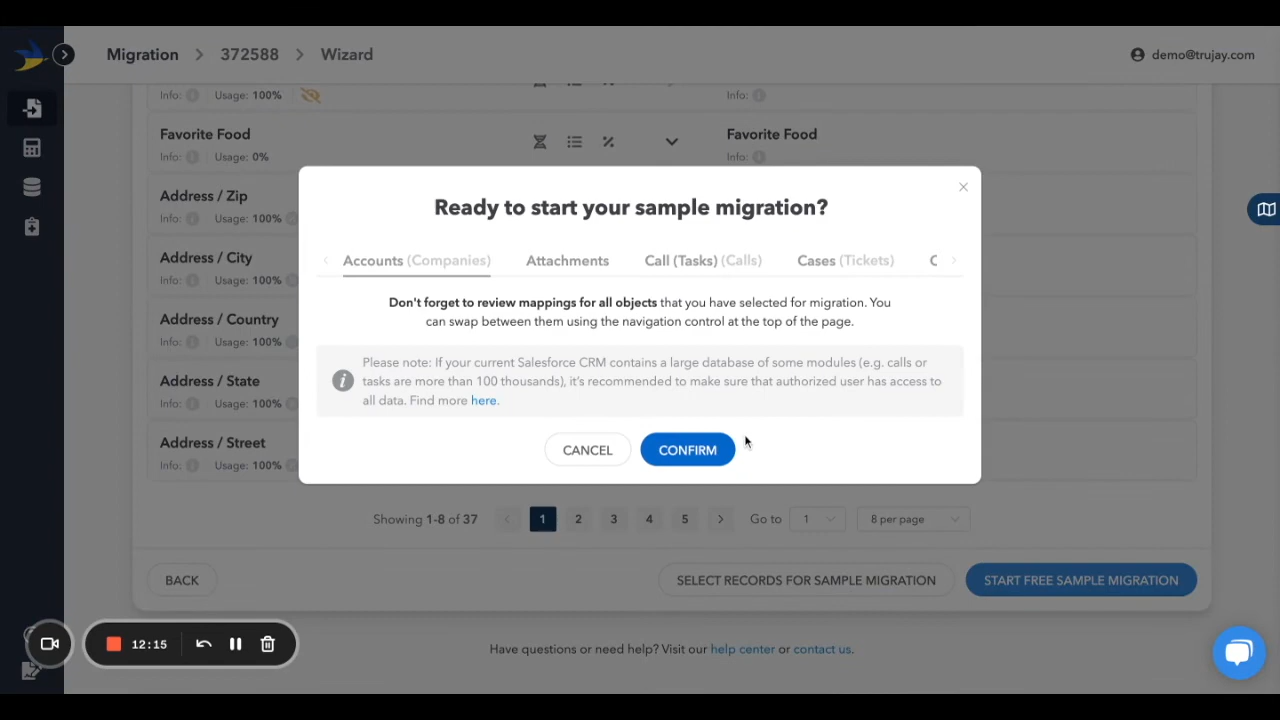 Migration > 372588 > Wizard
demo@trujay.com
Info: Usage: 100% Info:
Favorite Food Favorite Food
Info: Usage: 0% Info:
Address / Zip
Info: Usage: 100%
Address / City
Info: Usage: 100%
Address / Country
Info: Usage: 100%
Address / State
Info: Usage: 100%
Address / Street
Info: Usage: 100%
Ready to start your sample migration?
Accounts (Companies) Attachments Call (Tasks) (Calls) Cases (Tickets) C
Don't forget to review mappings for all objects that you have selected for migration. You
can swap between them using the navigation control at the top of the page.
Please note: If your current Salesforce CRM contains a large database of some modules (e.g. calls or
tasks are more than 100 thousands), it's recommended to make sure that authorized user has access to
all data. Find more here.
CANCEL CONFIRM
Showing 1-8 of 37 < 1 2 3 4 5 > Go to 1 8 per page
BACK SELECT RECORDS FOR SAMPLE MIGRATION START FREE SAMPLE MIGRATION
12:15
Have questions or need help? Visit our help center or contact us.